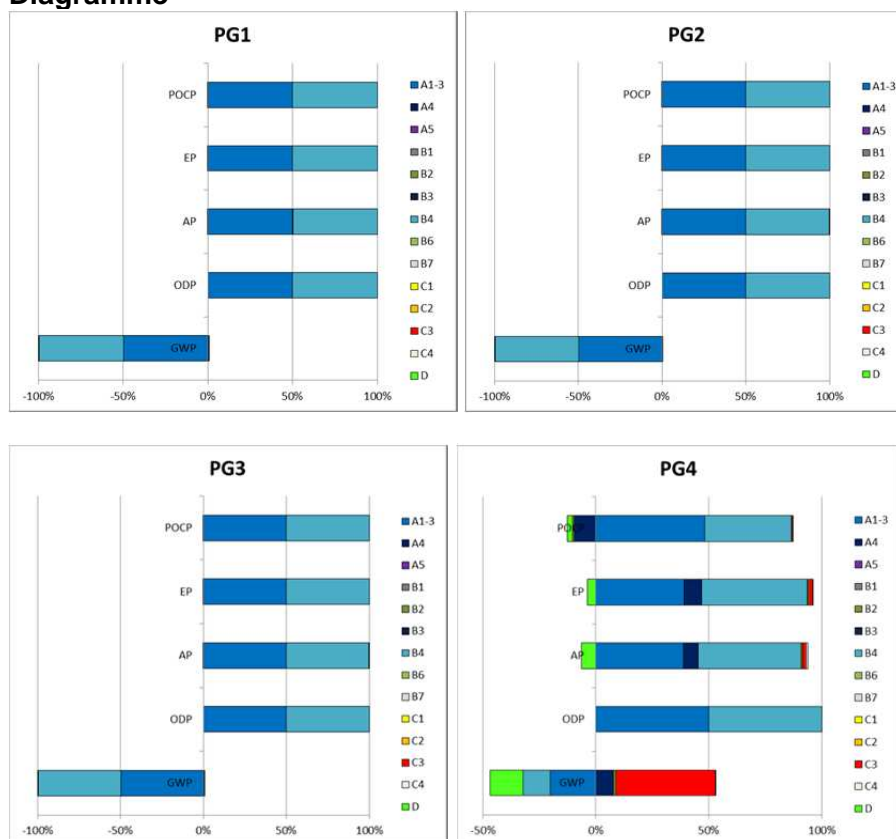 Diagramme
PG1
POCP
EP
AP
ODP
GWP
-100%
-50%
0%
50%
100%
A1-3
A4
A5
B1
B2
B3
B4
B6
B7
C1
C2
C3
C4
D
PG2
POCP
EP
AP
ODP
GWP
-100%
-50%
0%
50%
100%
A1-3
A4
A5
B1
B2
B3
B4
B6
B7
C1
C2
C3
C4
D
PG3
POCP
EP
AP
ODP
GWP
-100%
-50%
0%
50%
100%
A1-3
A4
A5
B1
B2
B3
B4
B6
B7
C1
C2
C3
C4
D
PG4
POCP
EP
AP
ODP
GWP
-50%
0%
50%
100%
A1-3
A4
A5
B1
B2
B3
B4
B6
B7
C1
C2
C3
C4
D